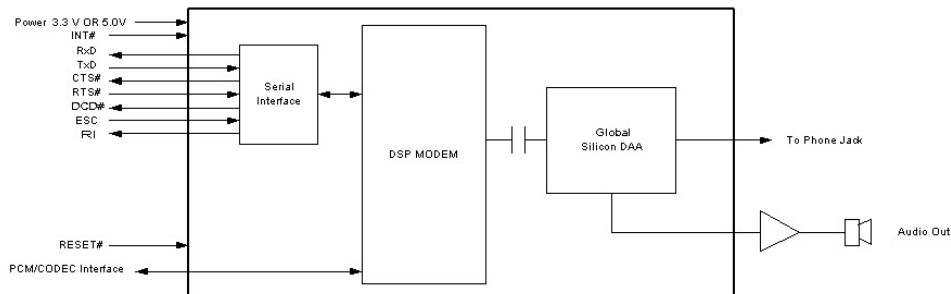 Power 3.3 V OR 5.0V
INT#
RxD
TxD
CTS#
RTS#
DCD#
ESC
RI
Serial
Interface
DSP MODEM
Global
Silicon DAA
To Phone Jack
Audio Out
RESET#
PCM/CODEC Interface